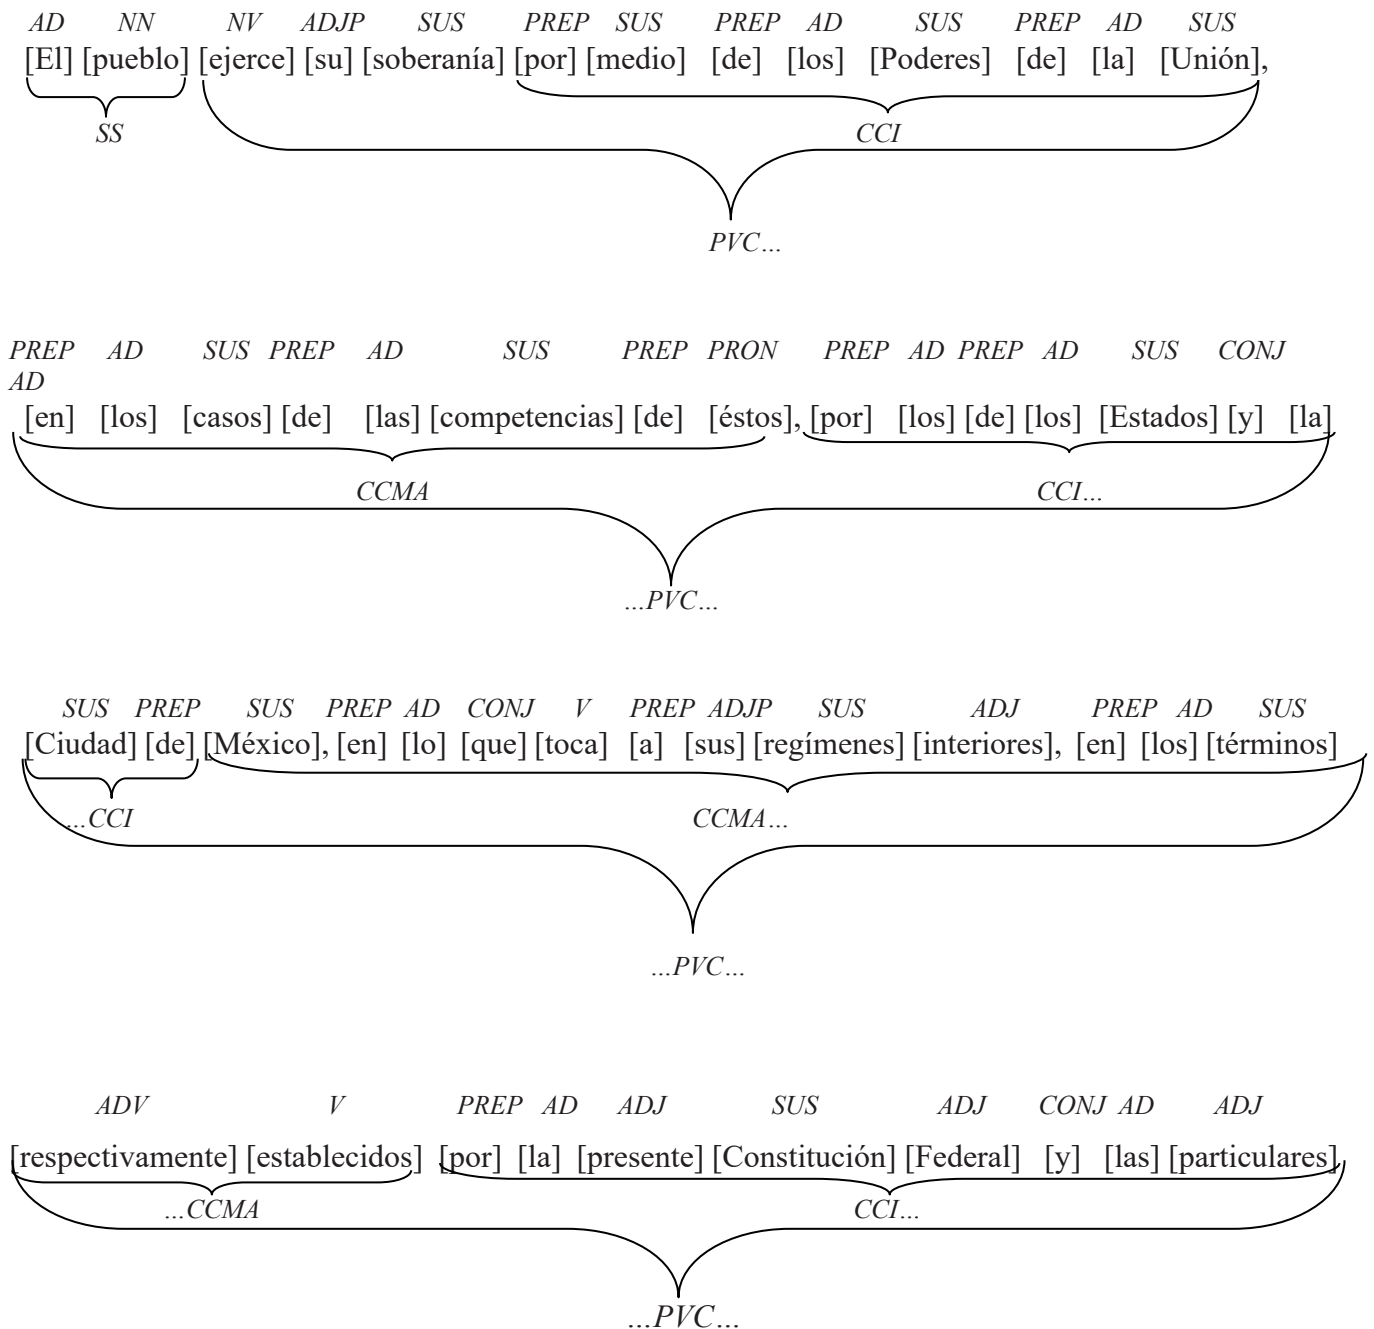 AD NN NV ADJP SUS PREP SUS PREP AD SUS PREP AD SUS
[El] [pueblo] [ejerce] [su] [soberanía] [por] [medio] [de] [los] [Poderes] [de] [la] [Unión],
SS CCI
PVC...
PREP AD SUS PREP AD SUS PREP PRON PREP AD PREP AD SUS CONJ
AD
[en] [los] [casos] [de] [las] [competencias] [de] [éstos], [por] [los] [de] [los] [Estados] [y] [la]
CCMA CCI...
...PVC...
SUS PREP SUS PREP AD CONJ V PREP ADJP SUS ADJ PREP AD SUS
[Ciudad] [de] [México], [en] [lo] [que] [toca] [a] [sus] [regímenes] [interiores], [en] [los] [términos]
...CCI CCMA...
...PVC...
ADV V PREP AD ADJ SUS ADJ CONJ AD ADJ
[respectivamente] [establecidos] [por] [la] [presente] [Constitución] [Federal] [y] [las] [particulares]
...CCMA CCI...
...PVC...